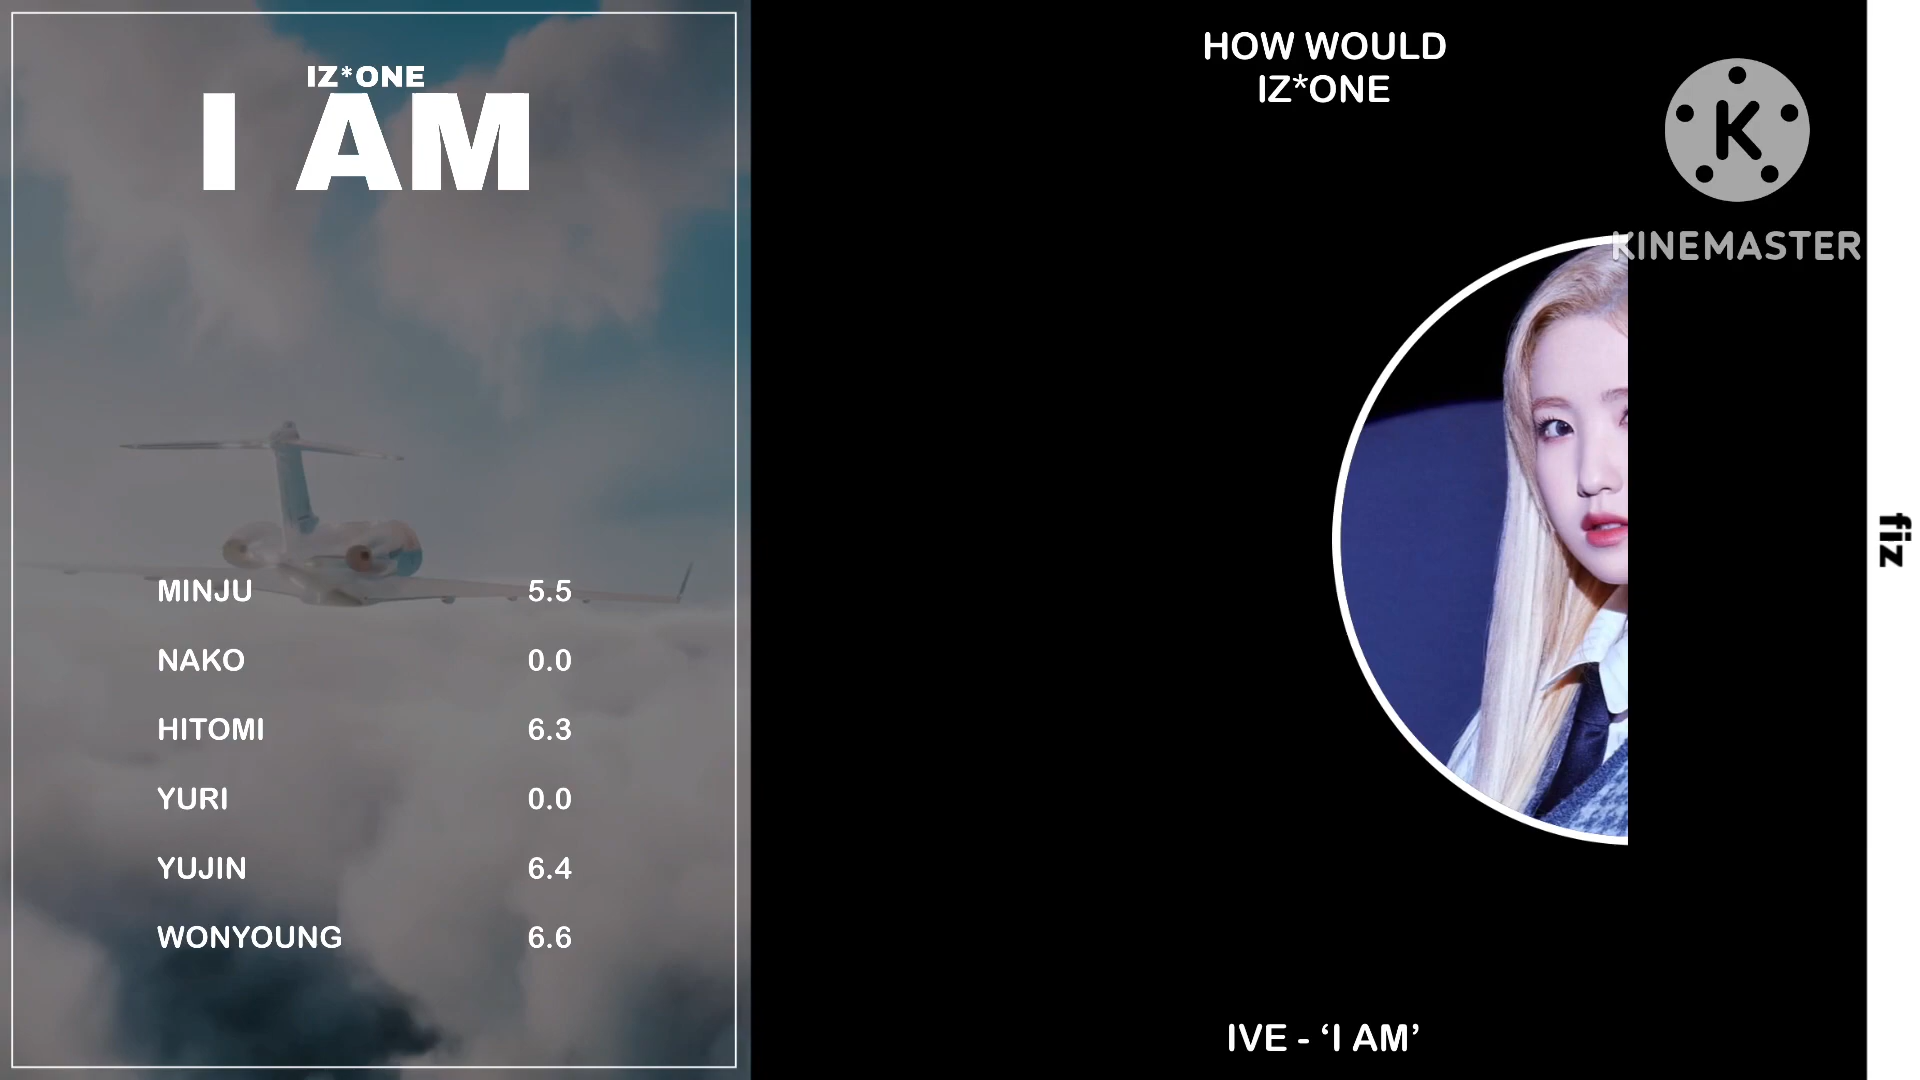 IZ*ONE
I AM
MINJU 5.5
NAKO 0.0
HITOMI 6.3
YURI 0.0
YUJIN 6.4
WONYOUNG 6.6
HOW WOULD
IZ*ONE
K
KINEMASTER
IVE - ‘I AM’
fiz